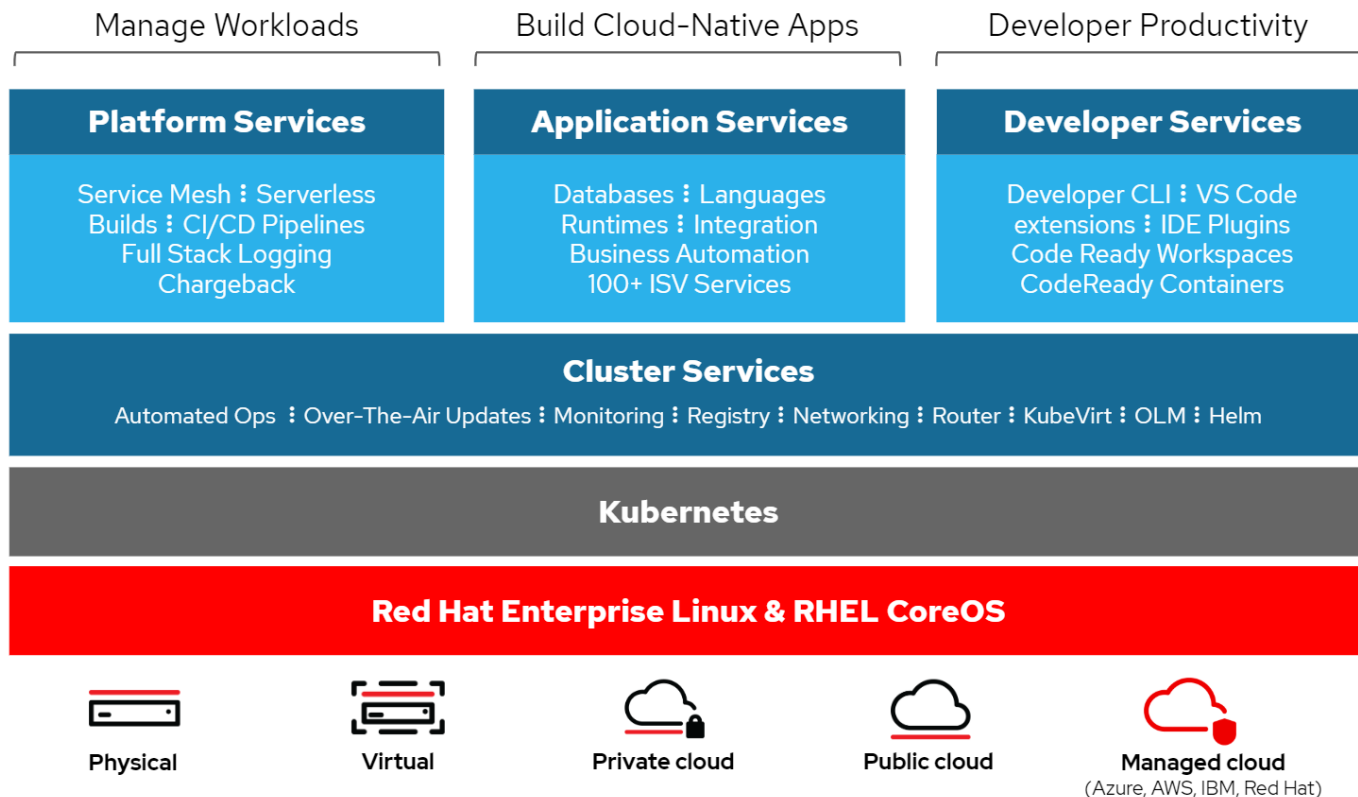 Manage Workloads
Build Cloud-Native Apps
Developer Productivity
Platform Services
Service Mesh ⋮ Serverless
Builds ⋮ CI/CD Pipelines
Full Stack Logging
Chargeback
Application Services
Databases ⋮ Languages
Runtimes ⋮ Integration
Business Automation
100+ ISV Services
Developer Services
Developer CLI ⋮ VS Code
extensions ⋮ IDE Plugins
Code Ready Workspaces
CodeReady Containers
Cluster Services
Automated Ops ⋮ Over-The-Air Updates ⋮ Monitoring ⋮ Registry ⋮ Networking ⋮ Router ⋮ KubeVirt ⋮ OLM ⋮ Helm
Kubernetes
Red Hat Enterprise Linux & RHEL CoreOS
Physical
Virtual
Private cloud
Public cloud
Managed cloud
(Azure, AWS, IBM, Red Hat)